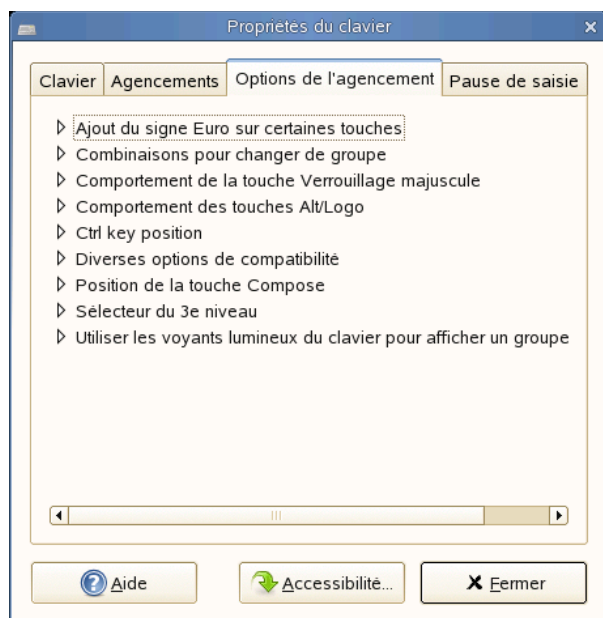 Propriétés du clavier
Clavier Agencements Options de l'agencement Pause de saisie
Ajout du signe Euro sur certaines touches
Combinaisons pour changer de groupe
Comportement de la touche Verrouillage majuscule
Comportement des touches Alt/Logo
Ctrl key position
Diverses options de compatibilité
Position de la touche Compose
Sélecteur du 3e niveau
Utiliser les voyants lumineux du clavier pour afficher un groupe
Aide Accessibilité... Fermer